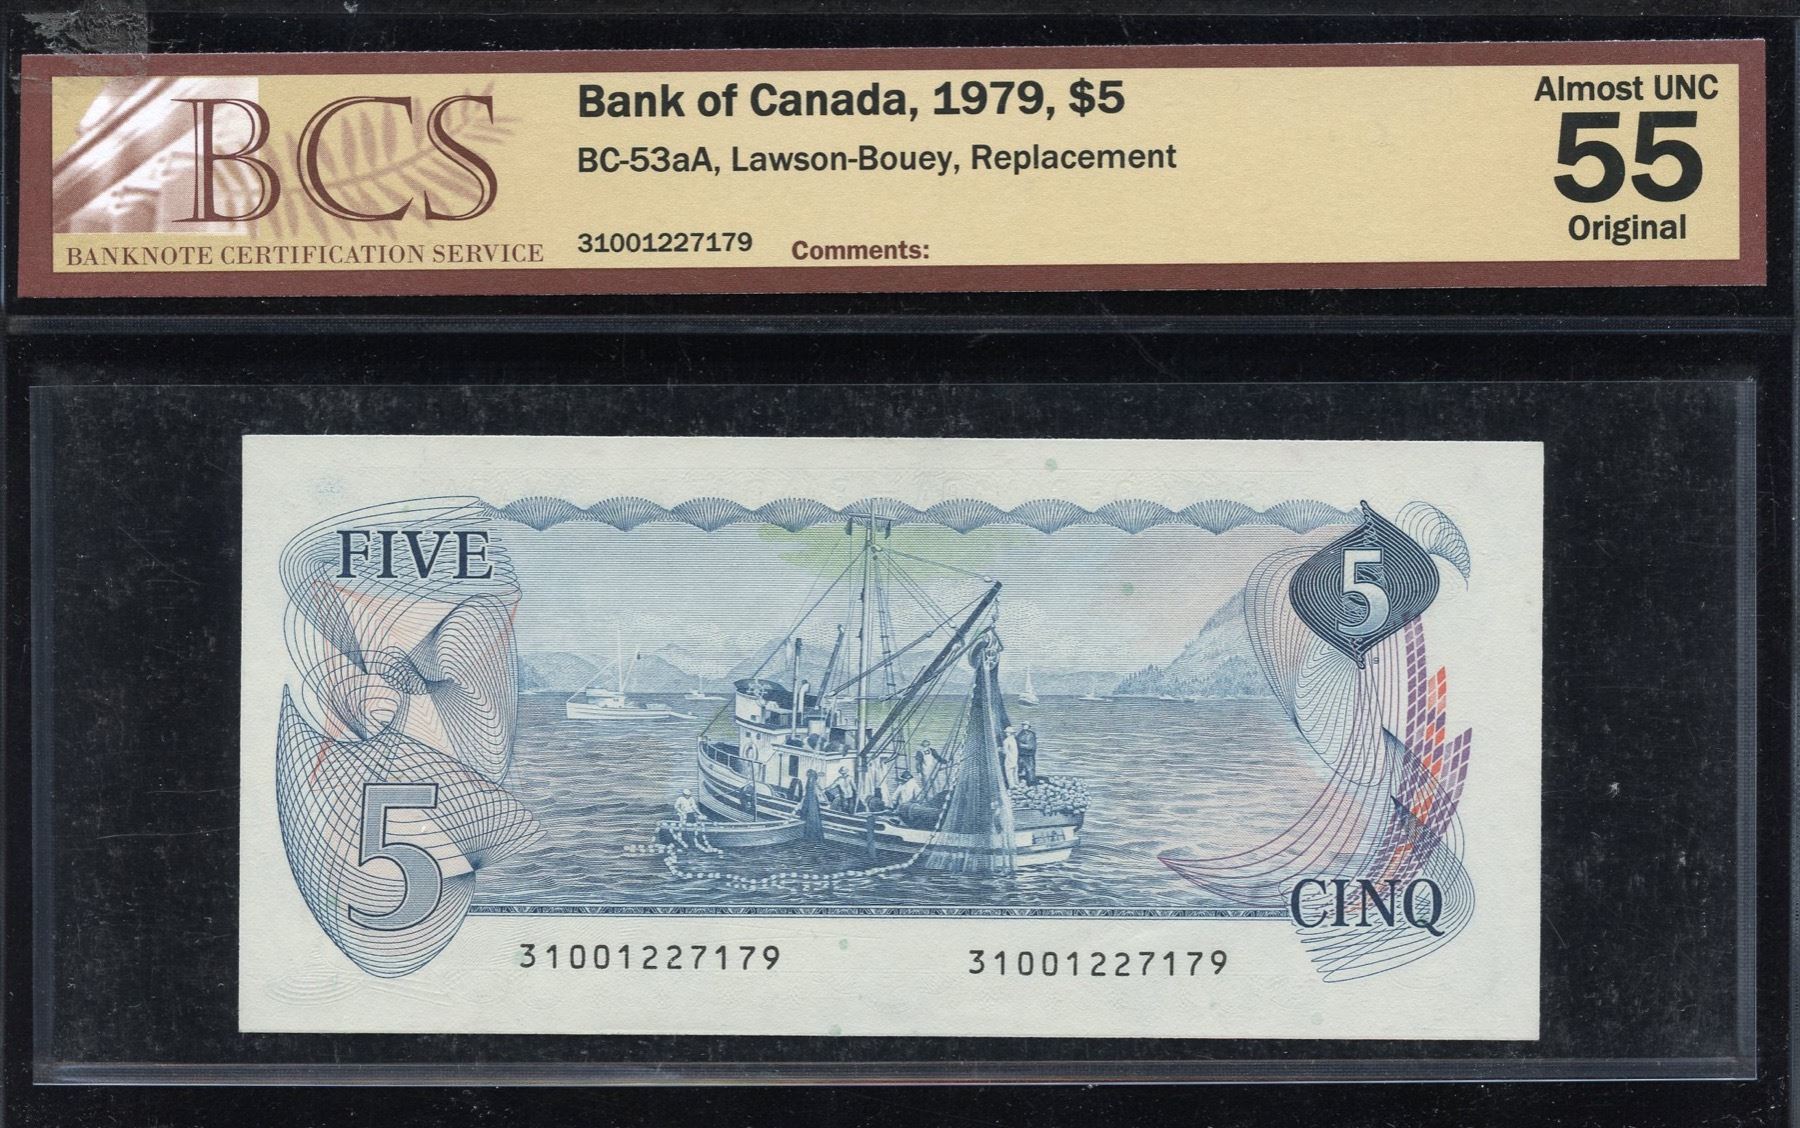 BCS
BANKNOTE CERTIFICATION SERVICE
Bank of Canada, 1979, $5
BC-53aA, Lawson-Bouey, Replacement
31001227179 Comments:
Almost UNC
55
Original
FIVE
5
5
CINQ
31001227179 31001227179